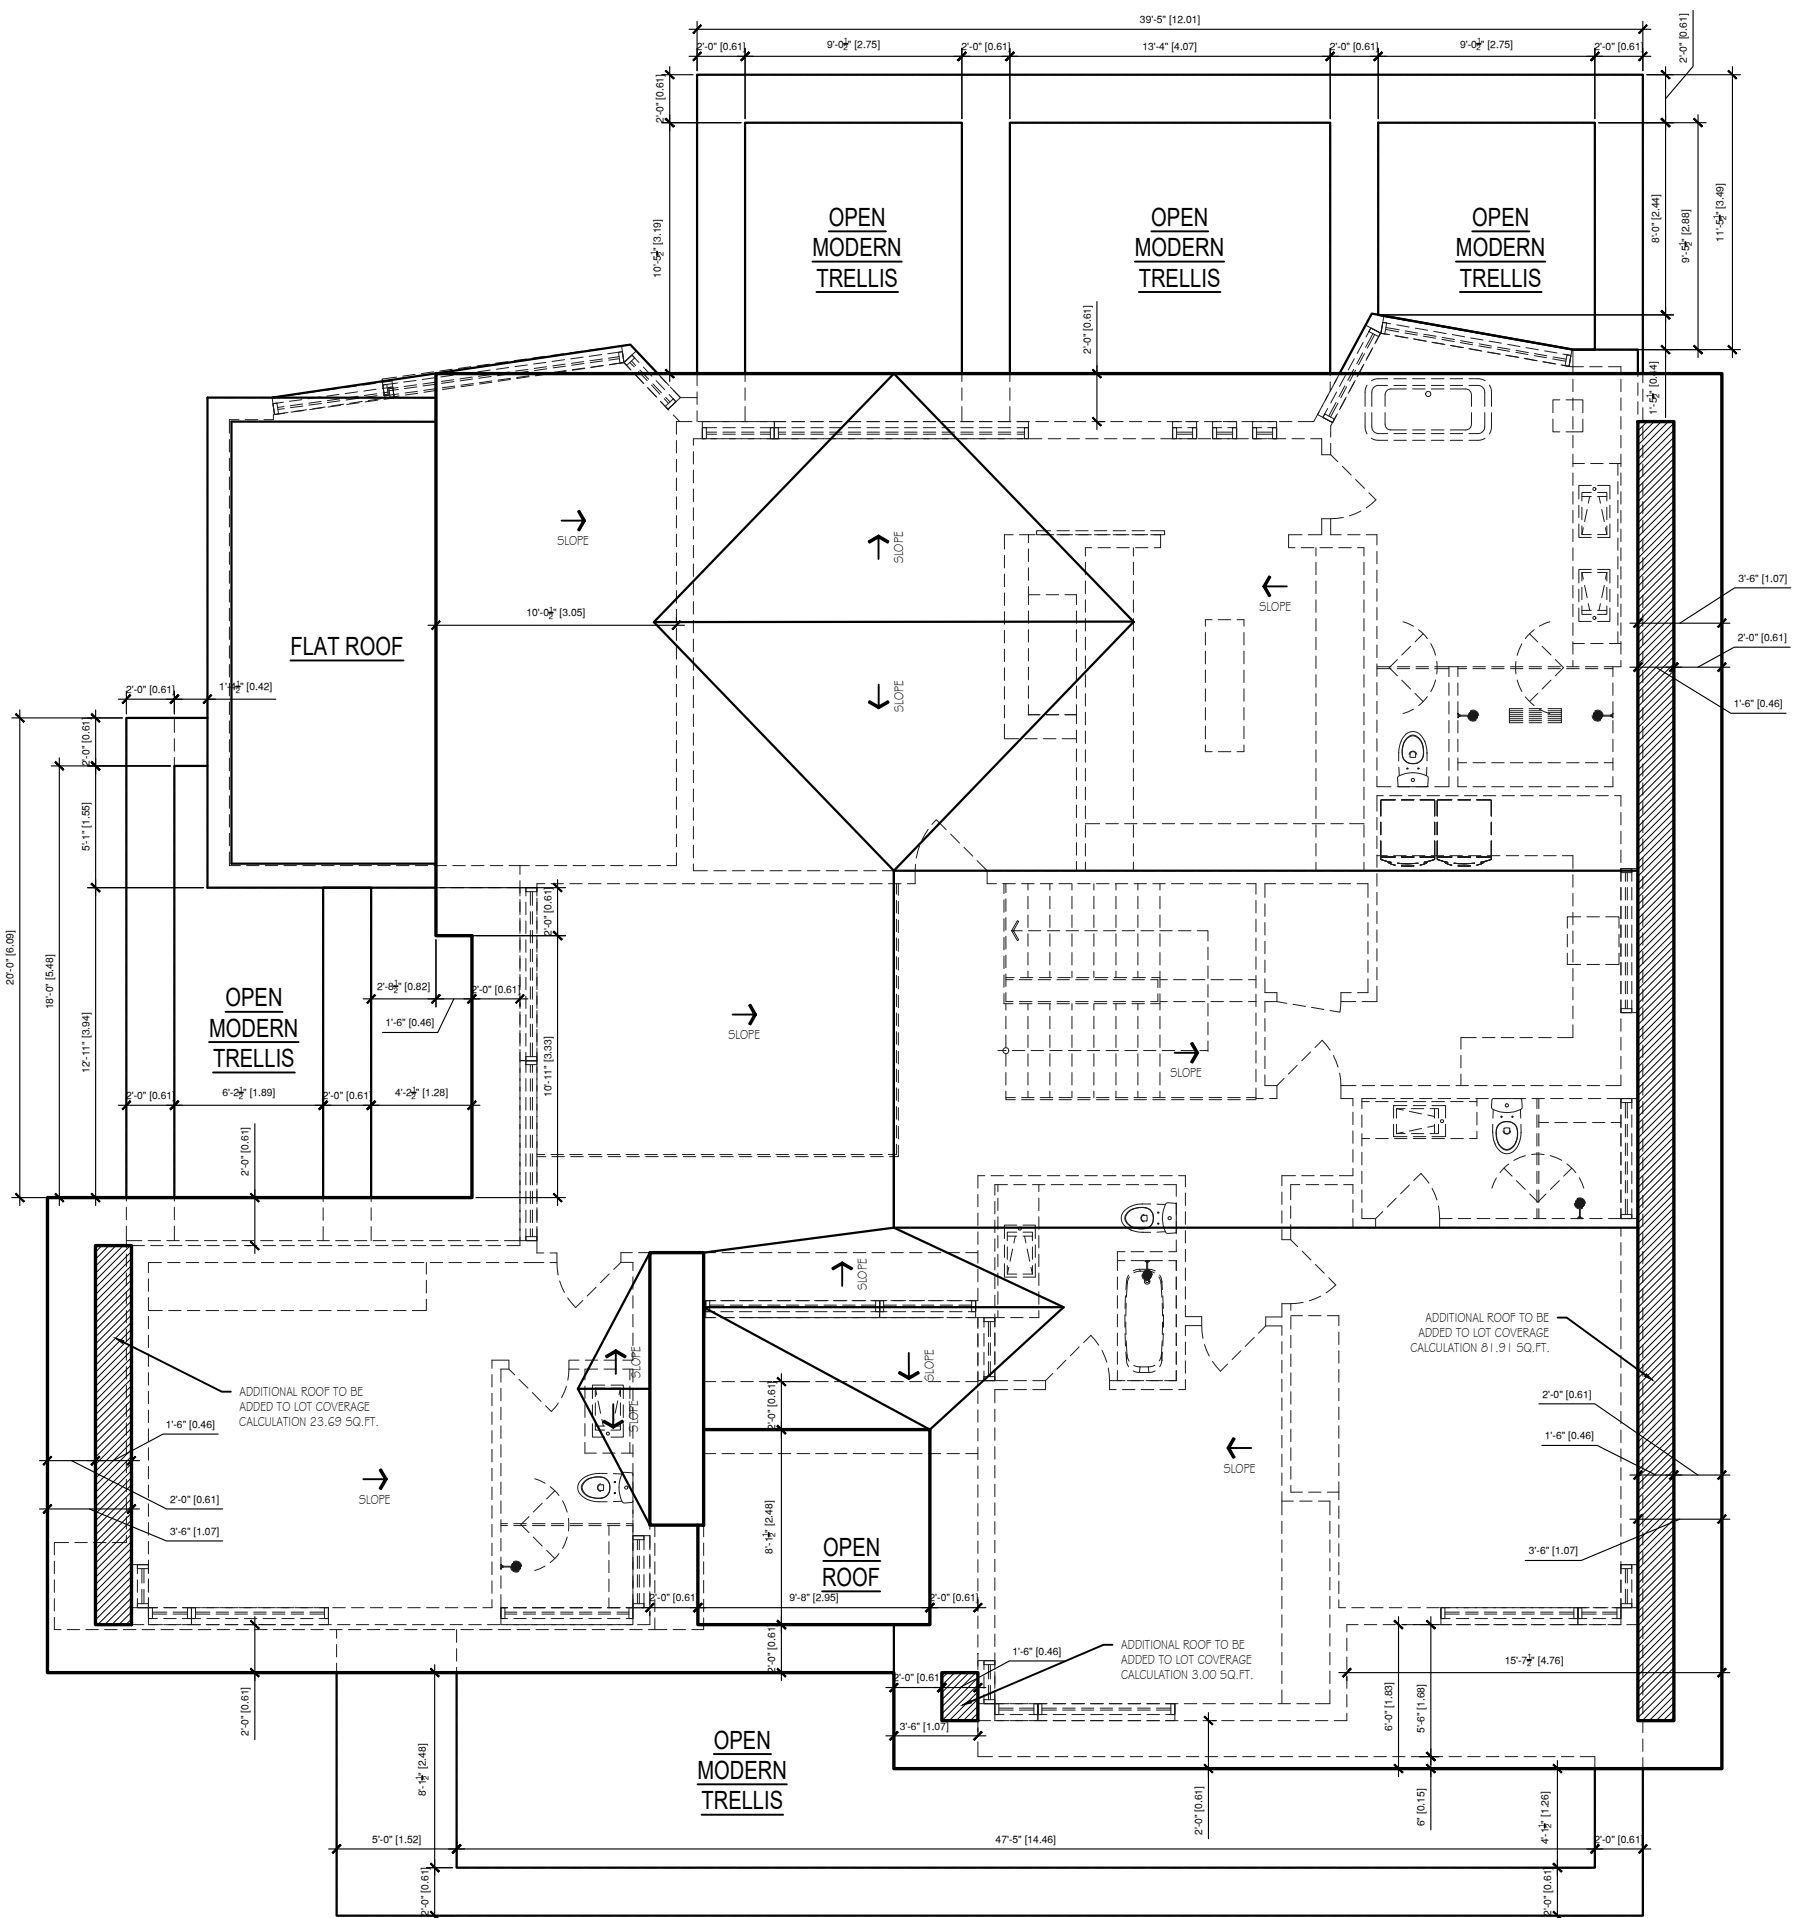 39'-5" [12.01]
2'-0" [0.61]
9'-0½" [2.75]
2'-0" [0.61]
13'-4" [4.07]
2'-0" [0.61]
9'-0½" [2.75]
2'-0" [0.61]
2'-0" [0.61]
2'-0" [0.61]
10'-5½" [3.19]
OPEN
MODERN
TRELLIS
OPEN
MODERN
TRELLIS
OPEN
MODERN
TRELLIS
8'-0" [2.44]
9'-5½" [2.88]
11'-5½" [3.49]
2'-0" [0.61]
1'-5½" [0.44]
SLOPE
SLOPE
SLOPE
3'-6" [1.07]
10'-0½" [3.05]
FLAT ROOF
2'-0" [0.61]
2'-0" [0.61]
1'-4½" [0.42]
SLOPE
1'-6" [0.46]
2'-0" [0.61]
5'-1" [1.55]
20'-0" [6.09]
18'-0" [5.48]
12'-11" [3.94]
2'-0" [0.61]
2'-8½" [0.82]
2'-0" [0.61]
1'-6" [0.46]
OPEN
MODERN
TRELLIS
SLOPE
SLOPE
10'-11" [3.33]
2'-0" [0.61]
6'-2½" [1.89]
2'-0" [0.61]
4'-2½" [1.28]
2'-0" [0.61]
SLOPE
ADDITIONAL ROOF TO BE
ADDED TO LOT COVERAGE
CALCULATION 81.91 SQ.FT.
SLOPE
SLOPE
ADDITIONAL ROOF TO BE
ADDED TO LOT COVERAGE
CALCULATION 23.69 SQ.FT.
SLOPE
2'-0" [0.61]
2'-0" [0.61]
1'-6" [0.46]
1'-6" [0.46]
SLOPE
SLOPE
2'-0" [0.61]
3'-6" [1.07]
8'-1½" [2.48]
3'-6" [1.07]
OPEN
ROOF
2'-0" [0.61]
9'-8" [2.95]
2'-0" [0.61]
2'-0" [0.61]
1'-6" [0.46]
ADDITIONAL ROOF TO BE
ADDED TO LOT COVERAGE
CALCULATION 3.00 SQ.FT.
15'-7½" [4.76]
2'-0" [0.61]
2'-0" [0.61]
3'-6" [1.07]
6'-0" [1.83]
5'-6" [1.68]
OPEN
MODERN
TRELLIS
8'-1½" [2.48]
2'-0" [0.61]
6" [0.15]
4'-1½" [1.26]
5'-0" [1.52]
47'-5" [14.46]
2'-0" [0.61]
2'-0" [0.61]
2'-0" [0.61]